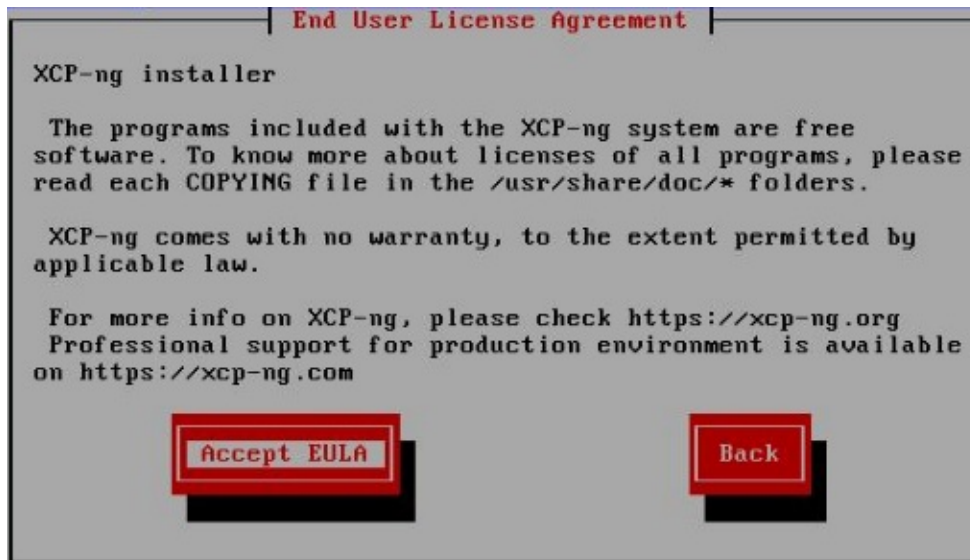 End User License Agreement
XCP-ng installer
The programs included with the XCP-ng system are free
software. To know more about licenses of all programs, please
read each COPYING file in the /usr/share/doc/* folders.
XCP-ng comes with no warranty, to the extent permitted by
applicable law.
For more info on XCP-ng, please check https://xcp-ng.org
Professional support for production environment is available
on https://xcp-ng.com
Accept EULA
Back